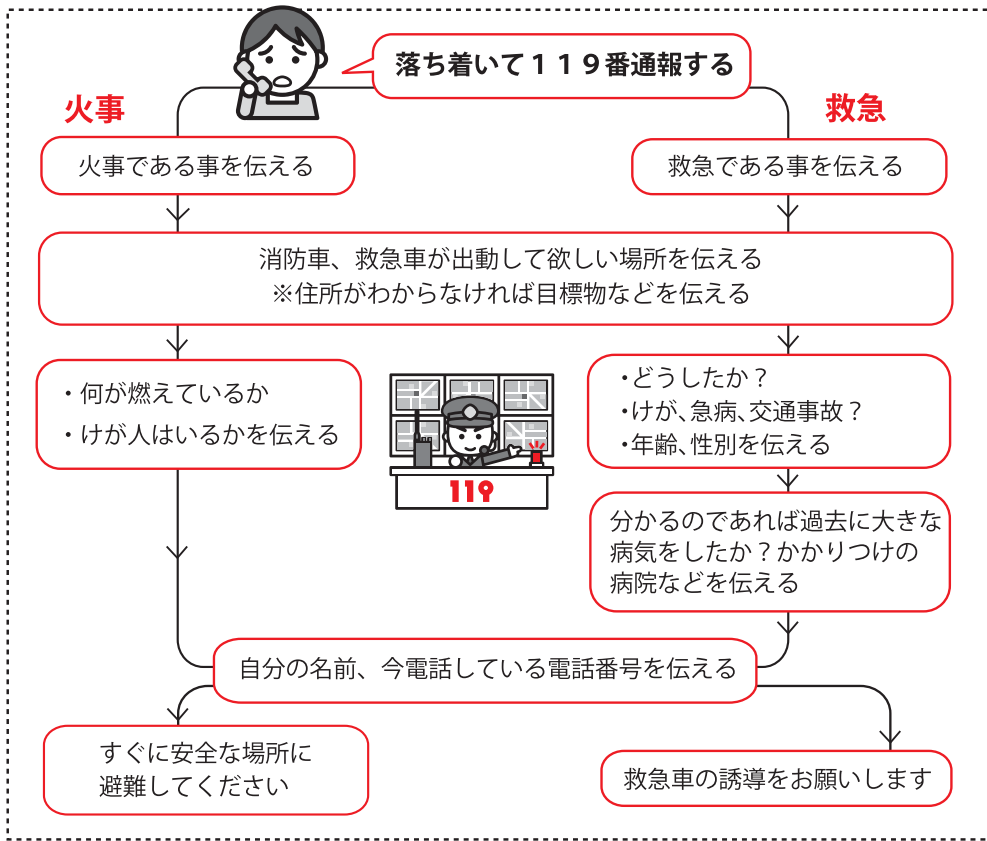 落ち着いて１１９番通報する
火事
救急
火事である事を伝える
救急である事を伝える
消防車、救急車が出動して欲しい場所を伝える
※住所がわからなければ目標物などを伝える
・何が燃えているか
・けが人はいるかを伝える
・どうしたか？
・けが、急病、交通事故？
・年齢、性別を伝える
119
分かるのであれば過去に大きな
病気をしたか？かかりつけの
病院などを伝える
自分の名前、今電話している電話番号を伝える
すぐに安全な場所に
避難してください
救急車の誘導をお願いします